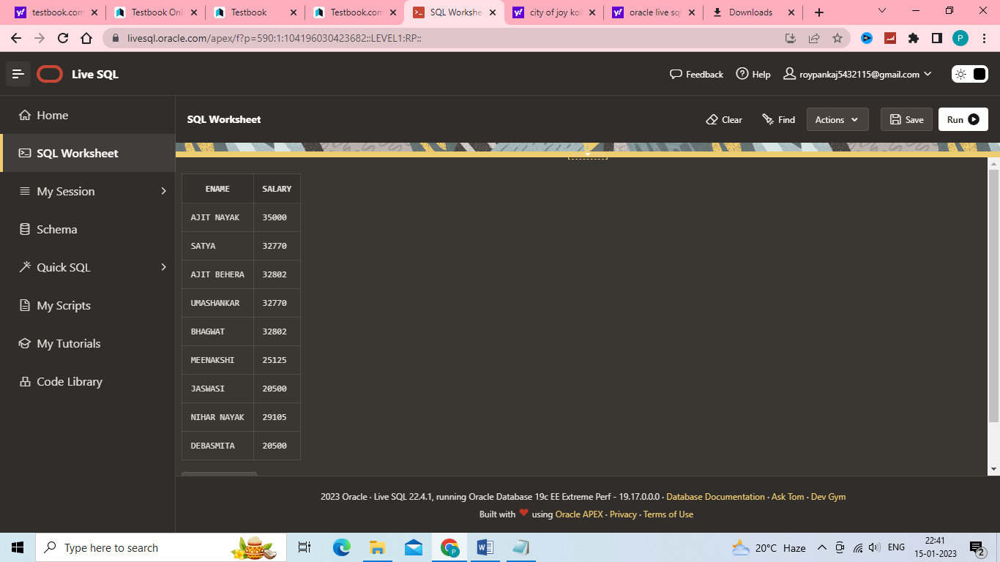 testbook.com
Testbook Onl
Testbook
Testbook.com
SQL Workshe
city of joy kol
oracle live sql
Downloads
livesql.oracle.com/apex/f?p=590:1:104196030423682::LEVEL1:RP::
P
Live SQL
Feedback
Help
roypankaj5432115@gmail.com
Home
SQL Worksheet
My Session
Schema
Quick SQL
My Scripts
My Tutorials
Code Library
SQL Worksheet
Clear
Find
Actions
Save
Run
ENAME SALARY
AJIT NAYAK 35000
SATYA 32770
AJIT BEHERA 32802
UMASHANKAR 32770
BHAGWAT 32802
MEENAKSHI 25125
JASWASI 20500
NIHAR NAYAK 29105
DEBASMITA 20500
2023 Oracle · Live SQL 22.4.1, running Oracle Database 19c EE Extreme Perf - 19.17.0.0.0 · Database Documentation · Ask Tom · Dev Gym
Built with ❤ using Oracle APEX · Privacy · Terms of Use
Type here to search
20°C Haze
ENG
22:41
15-01-2023
2